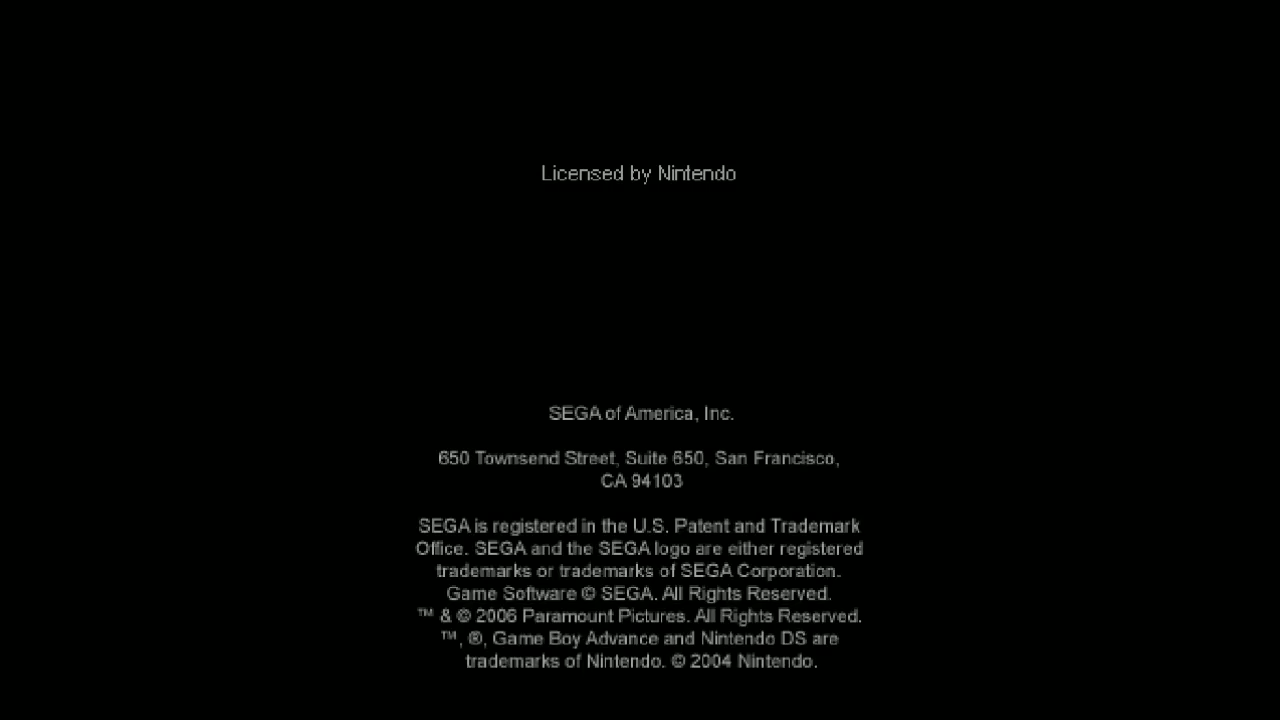 Licensed by Nintendo
SEGA of America, Inc.
650 Townsend Street, Suite 650, San Francisco,
CA 94103
SEGA is registered in the U.S. Patent and Trademark
Office. SEGA and the SEGA logo are either registered
trademarks or trademarks of SEGA Corporation.
Game Software © SEGA. All Rights Reserved.
™ & © 2006 Paramount Pictures. All Rights Reserved.
™, ®, Game Boy Advance and Nintendo DS are
trademarks of Nintendo. © 2004 Nintendo.